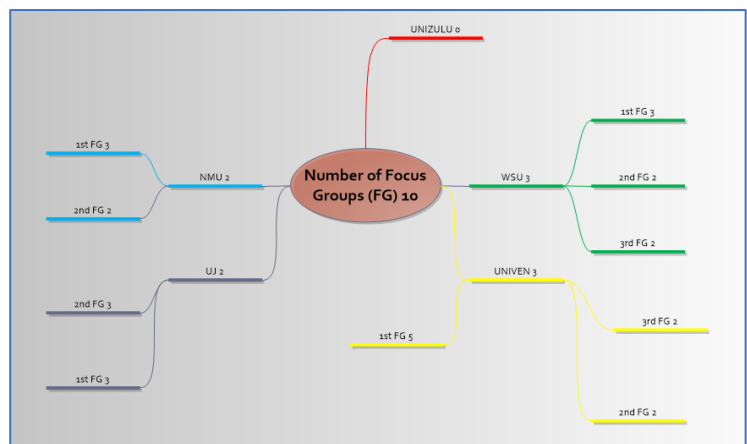 UNIZULU 0
1st FG 3
1st FG 3
NMU 2
Number of Focus
Groups (FG) 10
WSU 3
2nd FG 2
2nd FG 2
3rd FG 2
UJ 2
UNIVEN 3
2nd FG 3
3rd FG 2
1st FG 5
1st FG 3
2nd FG 2